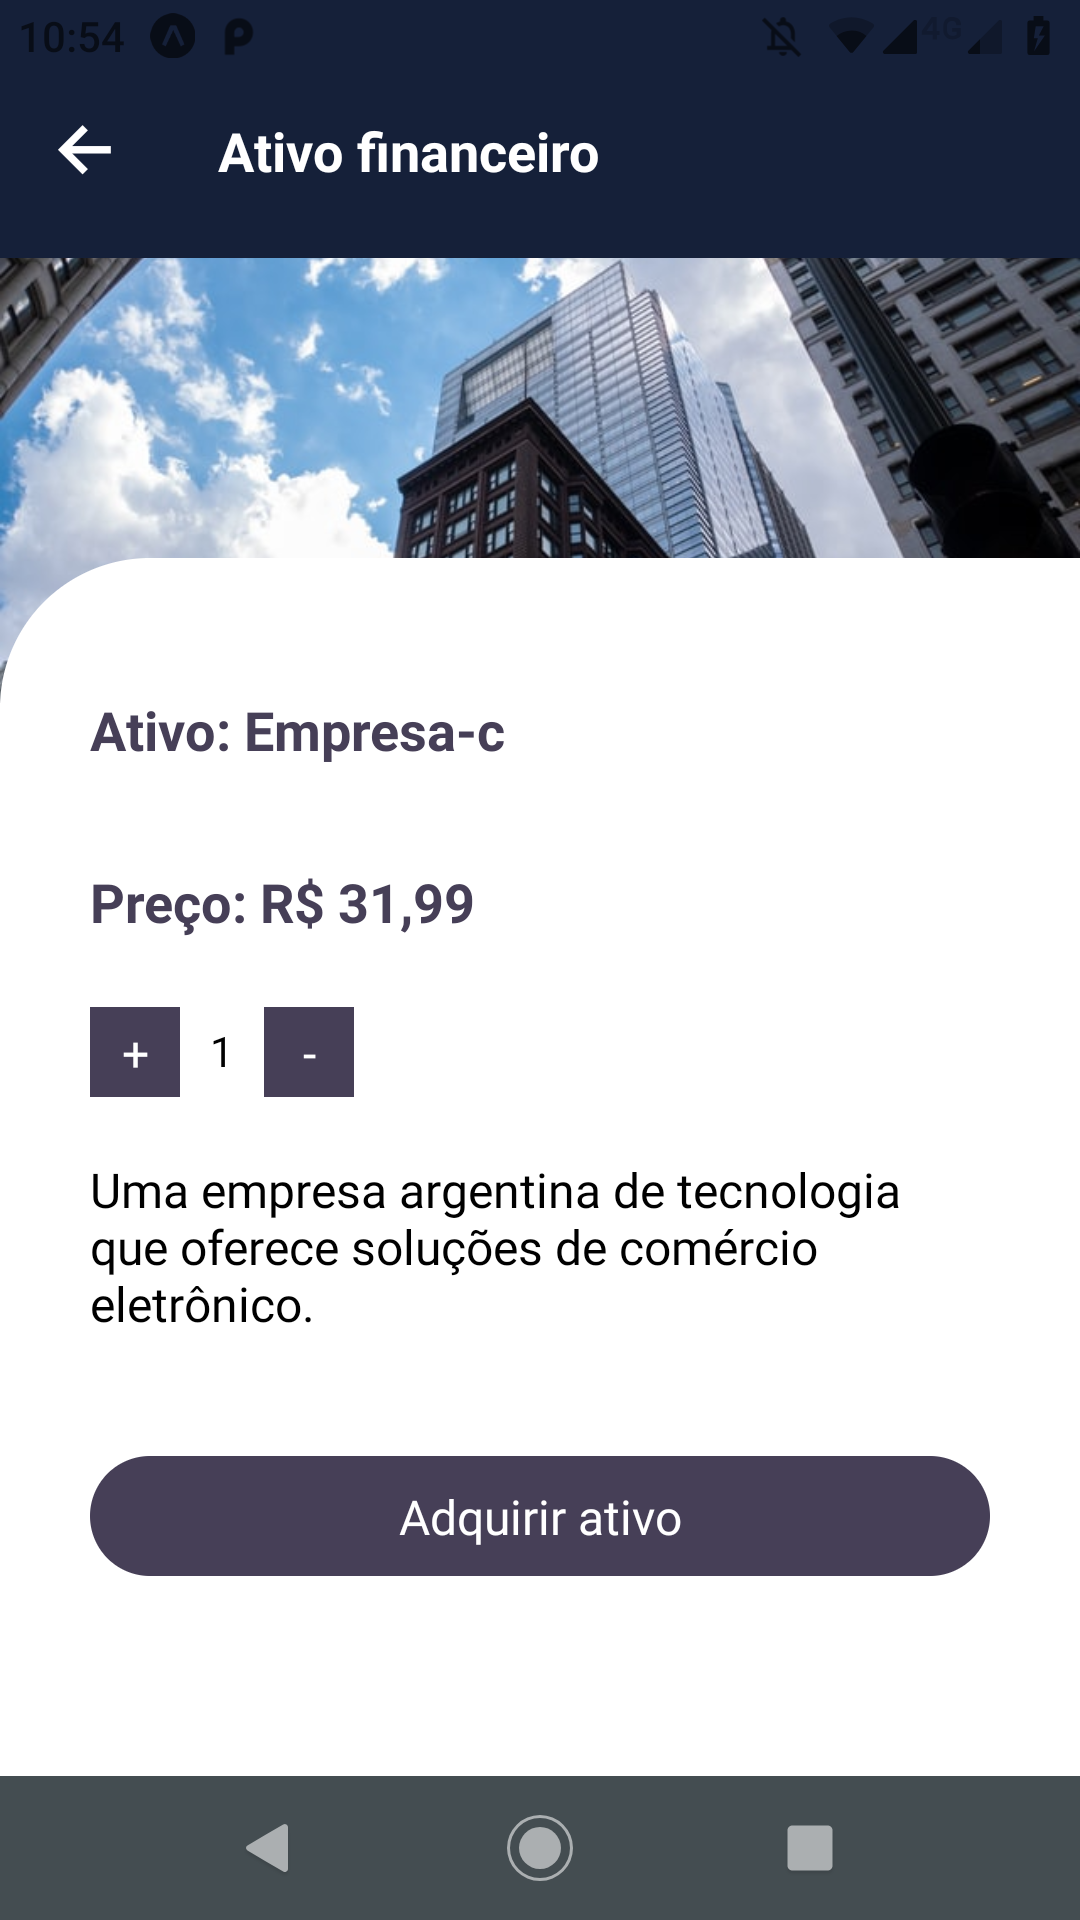 10:54
4G
Ativo financeiro
Ativo: Empresa-c
Preço: R$ 31,99
+ 1 -
Uma empresa argentina de tecnologia
que oferece soluções de comércio
eletrônico.
Adquirir ativo